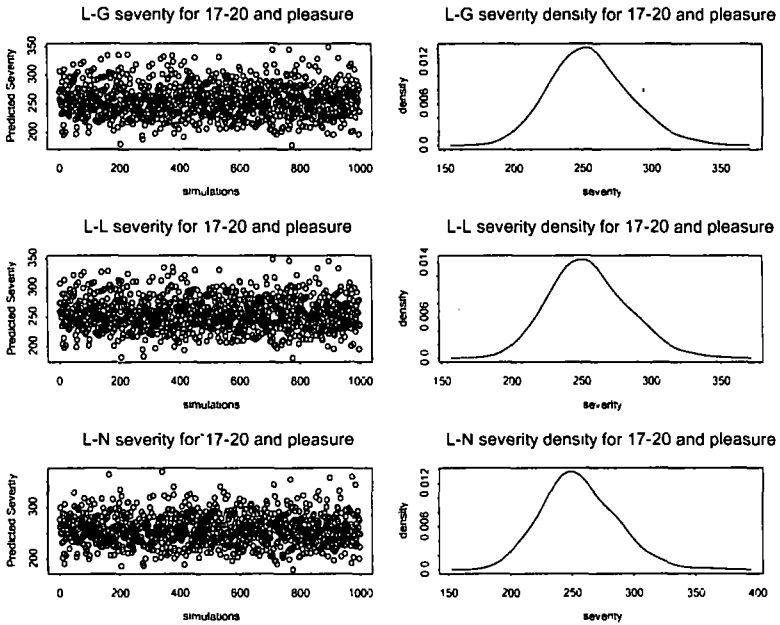 L-G severity for 17-20 and pleasure
Predicted Severity
350
300
250
200
0 200 400 600 800 1000
simulations
L-G severity density for 17-20 and pleasure
density
0.012
0.006
0.0
150 200 250 300 350
severity
L-L severity for 17-20 and pleasure
Predicted Severity
350
300
250
200
0 200 400 600 800 1000
simulations
L-L severity density for 17-20 and pleasure
density
0.014
0.006
0.0
150 200 250 300 350
severity
L-N severity for 17-20 and pleasure
Predicted Severity
300
200
0 200 400 600 800 1000
simulations
L-N severity density for 17-20 and pleasure
density
0.012
0.006
0.0
150 200 250 300 350 400
severity